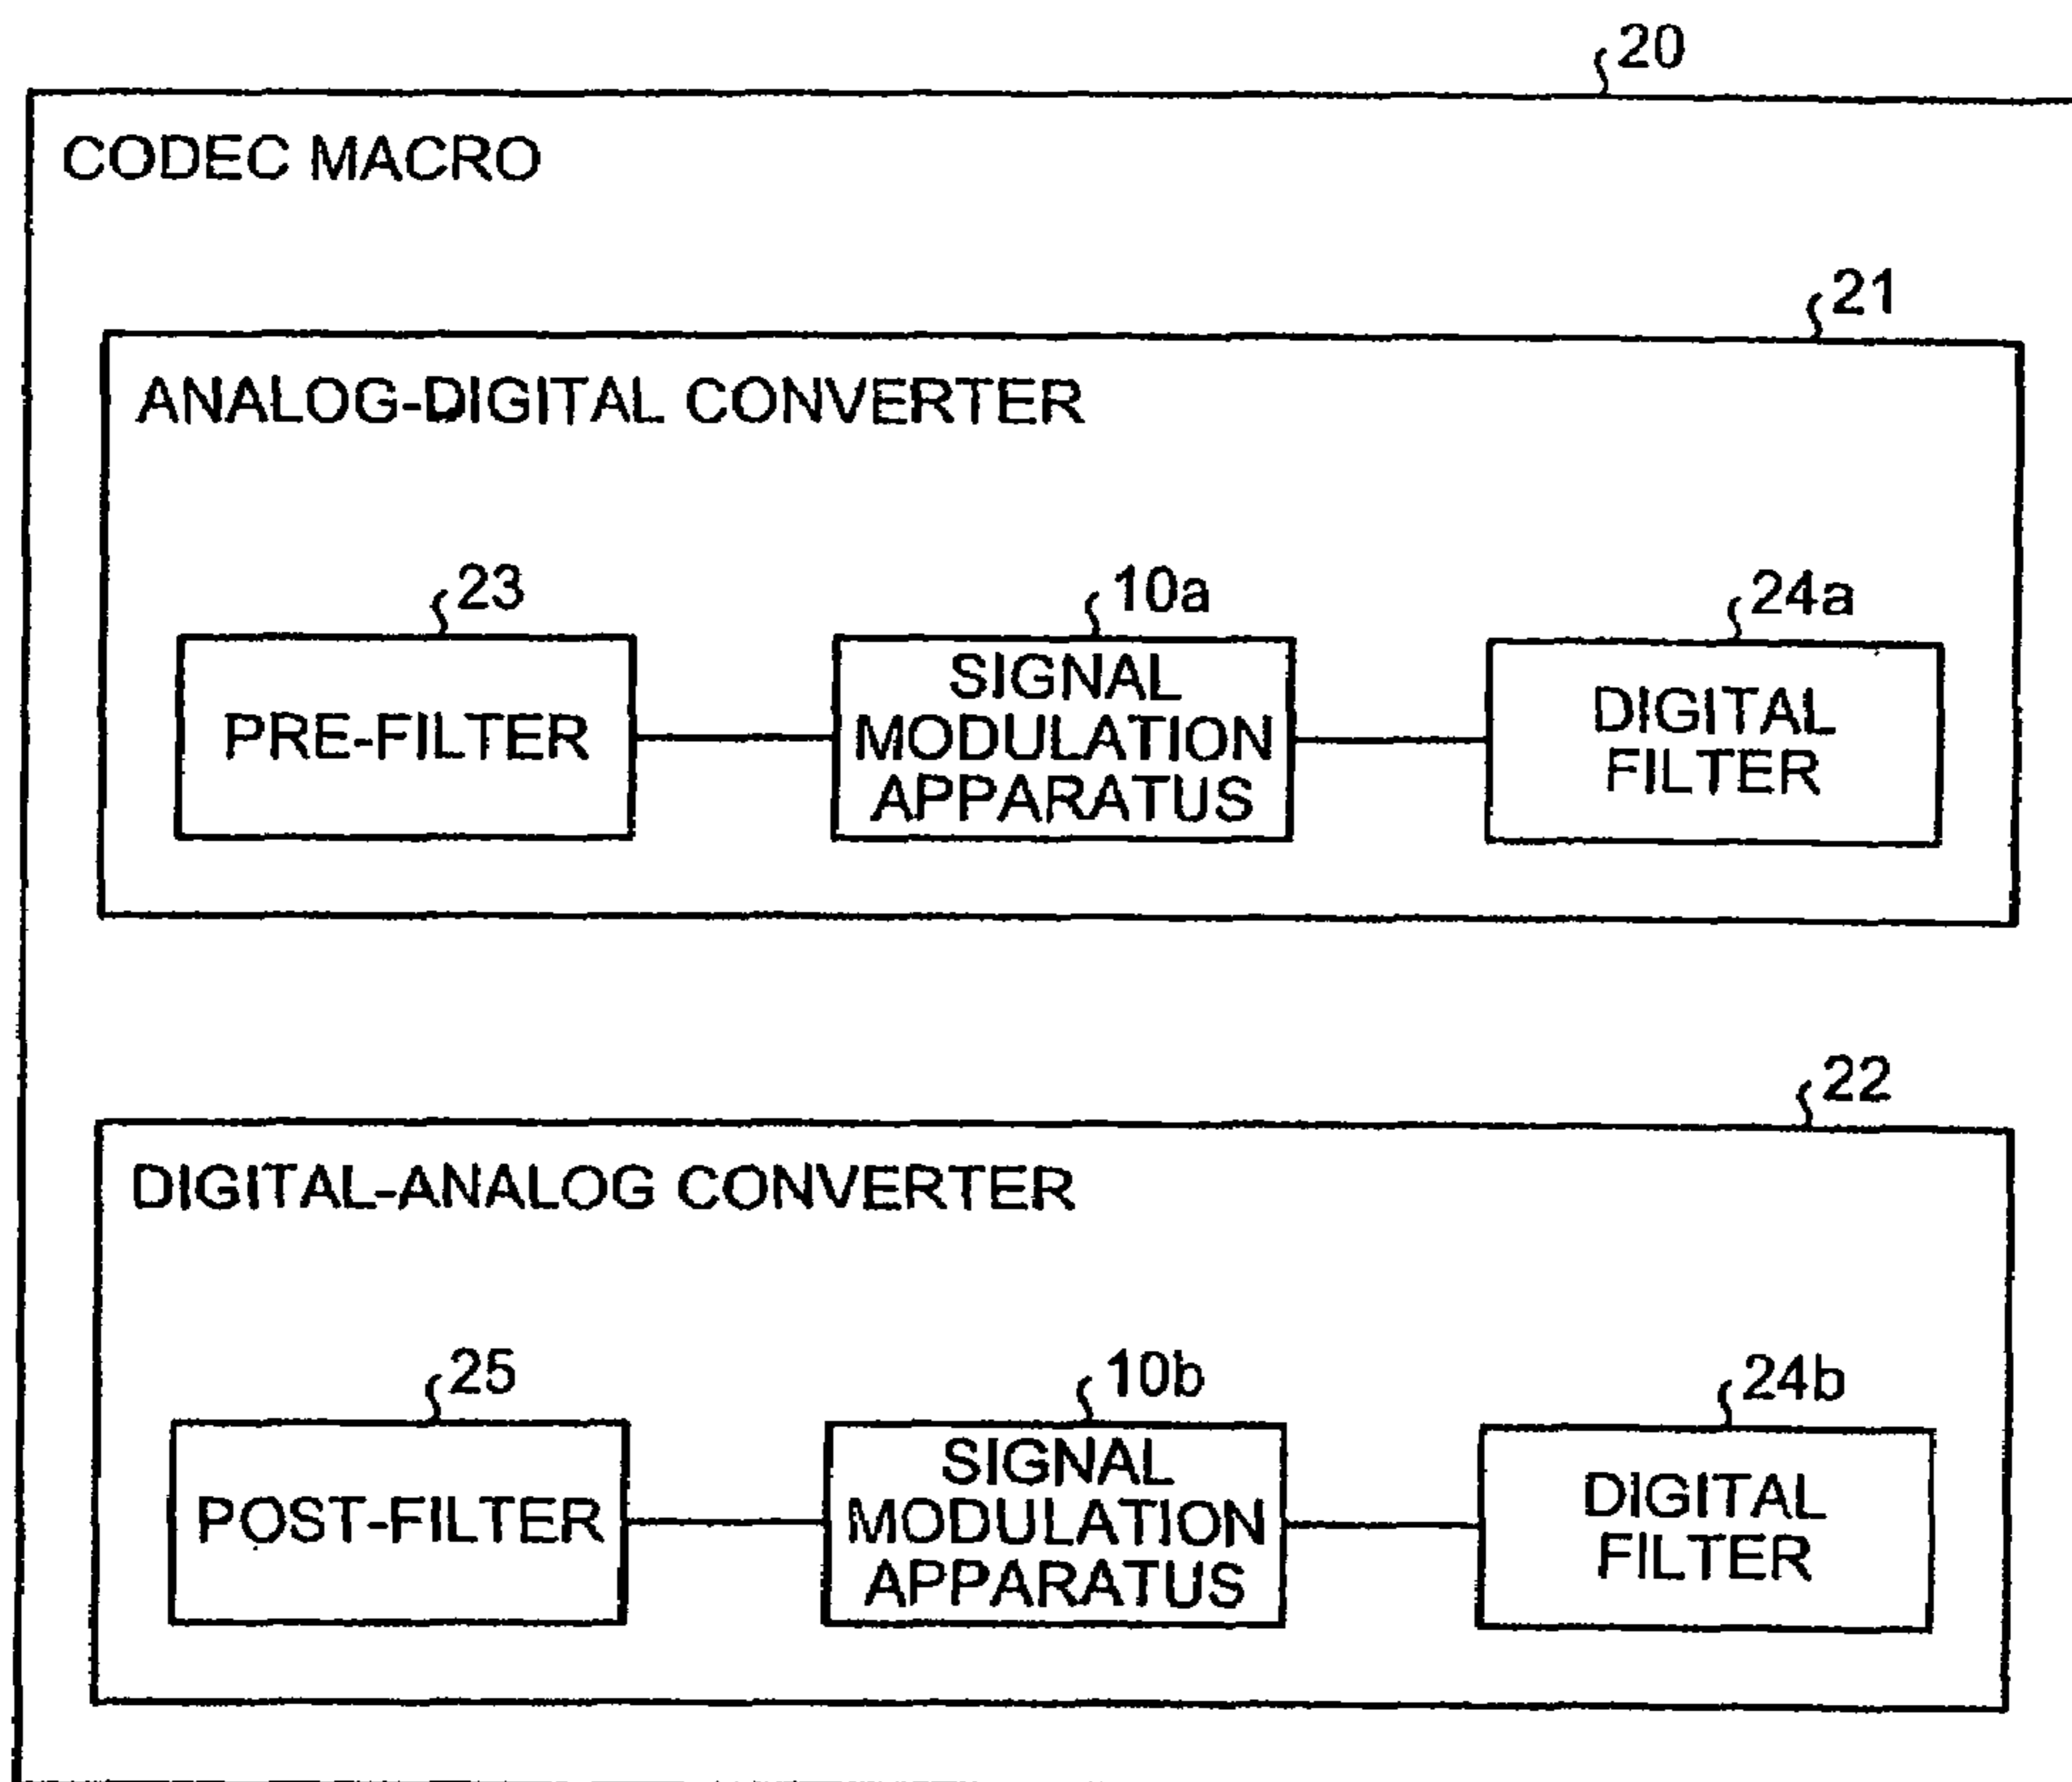 20
CODEC MACRO
21
ANALOG-DIGITAL CONVERTER
23
10a
24a
PRE-FILTER
SIGNAL
MODULATION
APPARATUS
DIGITAL
FILTER
22
DIGITAL-ANALOG CONVERTER
25
10b
24b
POST-FILTER
SIGNAL
MODULATION
APPARATUS
DIGITAL
FILTER